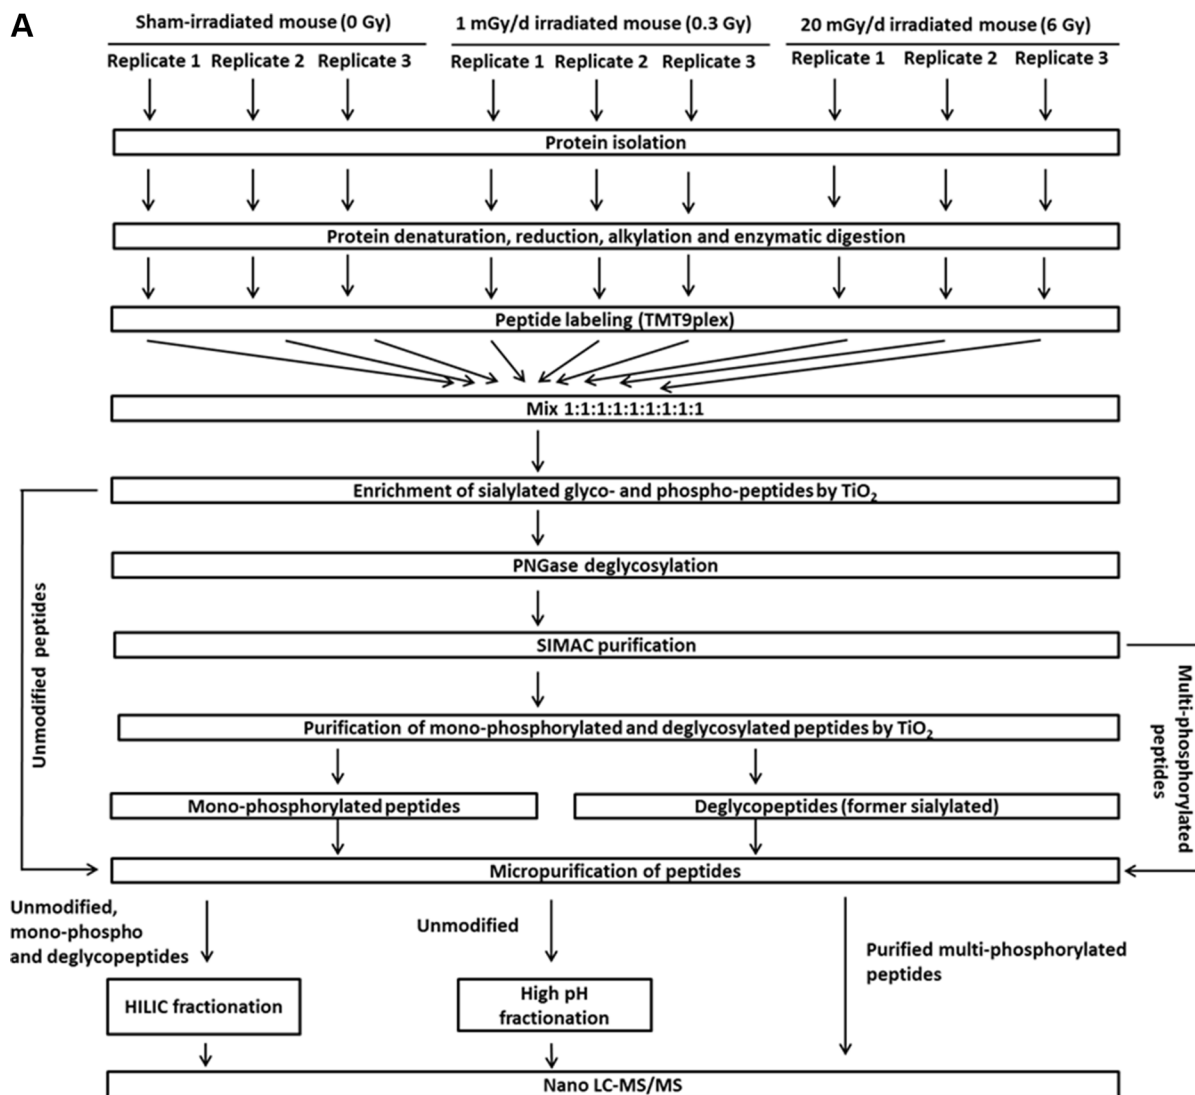 A
Sham-irradiated mouse (0 Gy)
1 mGy/d irradiated mouse (0.3 Gy)
20 mGy/d irradiated mouse (6 Gy)
Replicate 1 Replicate 2 Replicate 3
Replicate 1 Replicate 2 Replicate 3
Replicate 1 Replicate 2 Replicate 3
Protein isolation
Protein denaturation, reduction, alkylation and enzymatic digestion
Peptide labeling (TMT9plex)
Mix 1:1:1:1:1:1:1:1:1
Enrichment of sialylated glyco- and phospho-peptides by TiO₂
PNGase deglycosylation
SIMAC purification
Unmodified peptides
Multi-phosphorylated
peptides
Purification of mono-phosphorylated and deglycosylated peptides by TiO₂
Mono-phosphorylated peptides
Deglycopeptides (former sialylated)
Micropurification of peptides
Unmodified,
mono-phospho
and deglycopeptides
Unmodified
Purified multi-phosphorylated
peptides
HILIC fractionation
High pH
fractionation
Nano LC-MS/MS